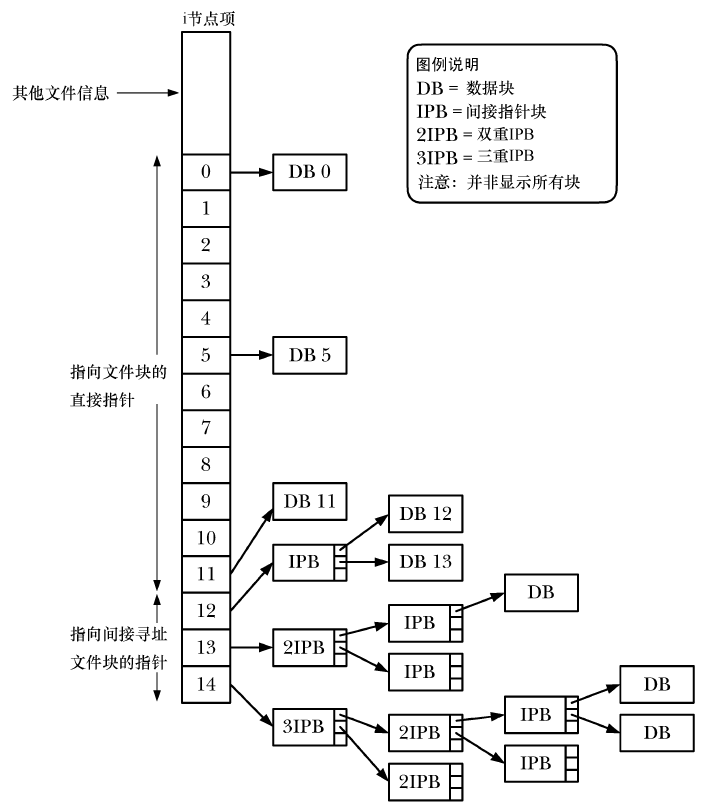 i节点项
其他文件信息
图例说明
DB = 数据块
IPB = 间接指针块
2IPB = 双重IPB
3IPB = 三重IPB
注意：并非显示所有块
0
DB 0
1
2
3
4
5
DB 5
指向文件块的
直接指针
6
7
8
9
DB 11
10
DB 12
11
IPB
DB 13
12
DB
IPB
指向间接寻址
文件块的指针
13
2IPB
IPB
14
DB
IPB
3IPB
2IPB
DB
IPB
2IPB